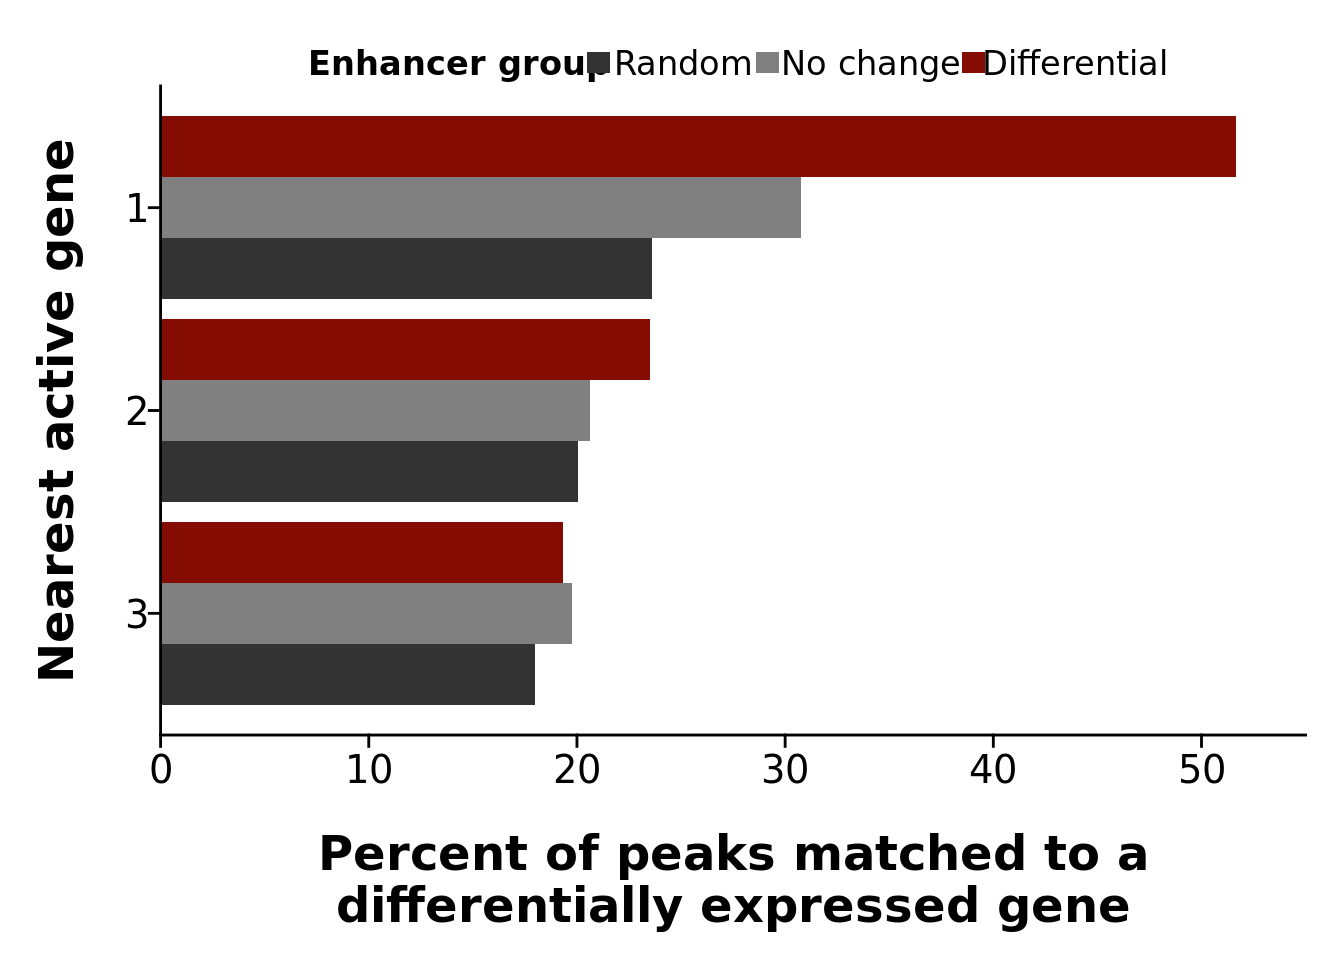 Enhancer group Random No change Differential
Nearest active gene
1
2
3
0 10 20 30 40 50
Percent of peaks matched to a
differentially expressed gene